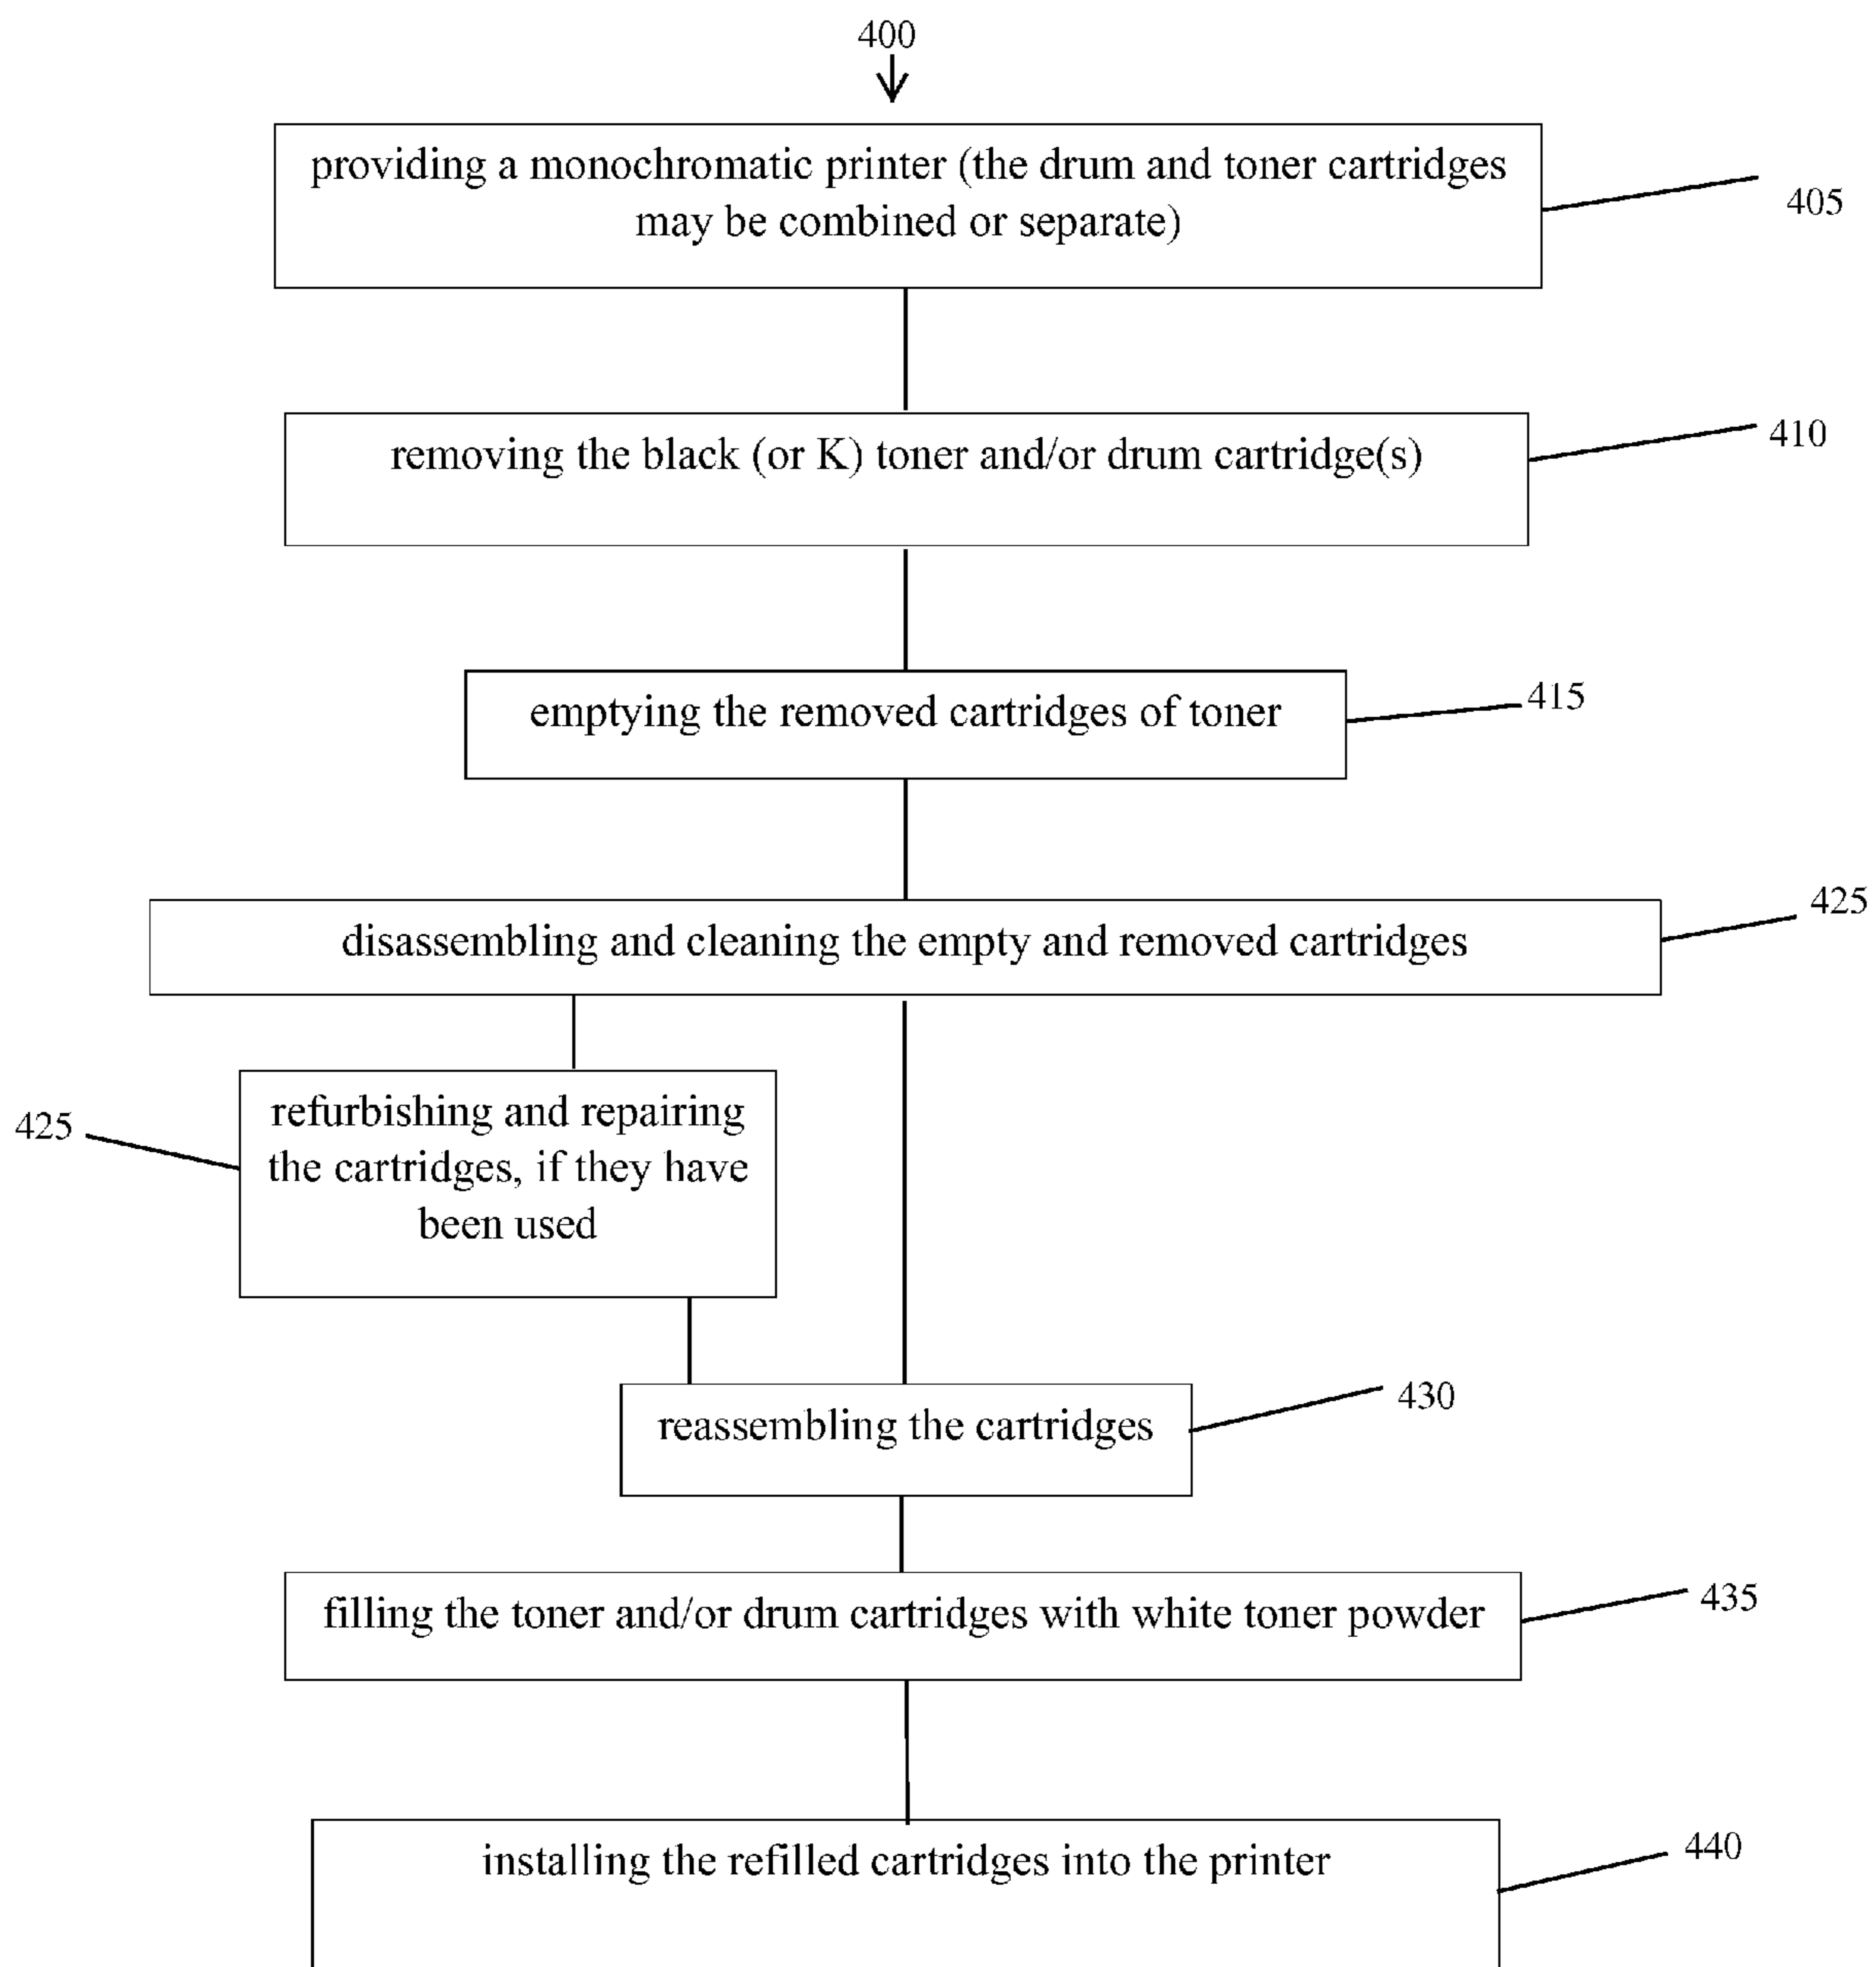 400
providing a monochromatic printer (the drum and toner cartridges
may be combined or separate)
405
removing the black (or K) toner and/or drum cartridge(s)
410
emptying the removed cartridges of toner
415
disassembling and cleaning the empty and removed cartridges
425
refurbishing and repairing
the cartridges, if they have
been used
425
reassembling the cartridges
430
filling the toner and/or drum cartridges with white toner powder
435
installing the refilled cartridges into the printer
440